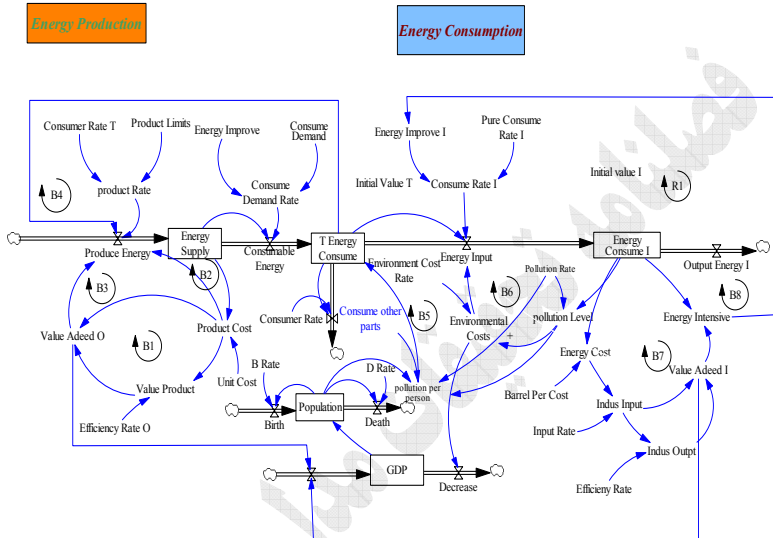 Energy Production
Energy Consumption
Consumer Rate T
Product Limits
Energy Improve
Consume
Demand
Energy Improve I
Pure Consume
Rate I
B4
product Rate
Consume
Demand Rate
Initial Value T
Consume Rate I
Initial value I
R1
Produce Energy
Energy
Supply
Consumable
Energy
T Energy
Consume
Energy Input
Energy
Consume I
Output Energy I
B3
B2
Environment Cost
Rate
Pollution Rate
B6
B8
Value Adeed O
B1
Product Cost
Consumer Rate
Consume other
parts
B5
Environmental
Costs
+
pollution Level
Energy Intensive
Value Product
Unit Cost
B Rate
D Rate
pollution per
person
Energy Cost
B7
Value Adeed I
Efficiency Rate O
Birth
Population
Death
Barrel Per Cost
Indus Input
Input Rate
Indus Outpt
GDP
Decrease
Efficieny Rate